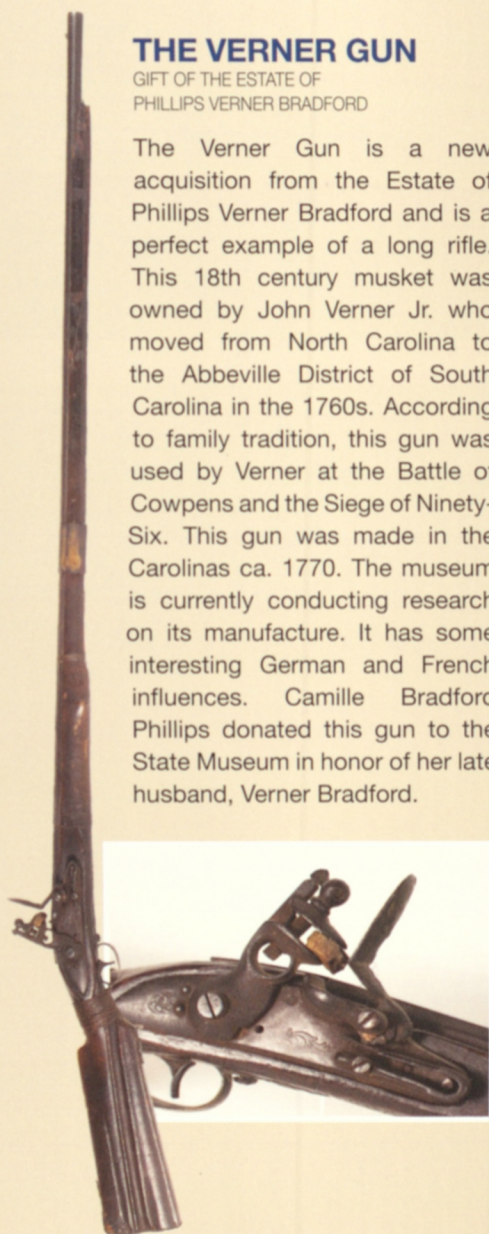 THE VERNER GUN
GIFT OF THE ESTATE OF
PHILLIPS VERNER BRADFORD
The Verner Gun is a new
acquisition from the Estate of
Phillips Verner Bradford and is a
perfect example of a long rifle.
This 18th century musket was
owned by John Verner Jr. who
moved from North Carolina to
the Abbeville District of South
Carolina in the 1760s. According
to family tradition, this gun was
used by Verner at the Battle of
Cowpens and the Siege of Ninety-
Six. This gun was made in the
Carolinas ca. 1770. The museum
is currently conducting research
on its manufacture. It has some
interesting German and French
influences. Camille Bradford
Phillips donated this gun to the
State Museum in honor of her late
husband, Verner Bradford.